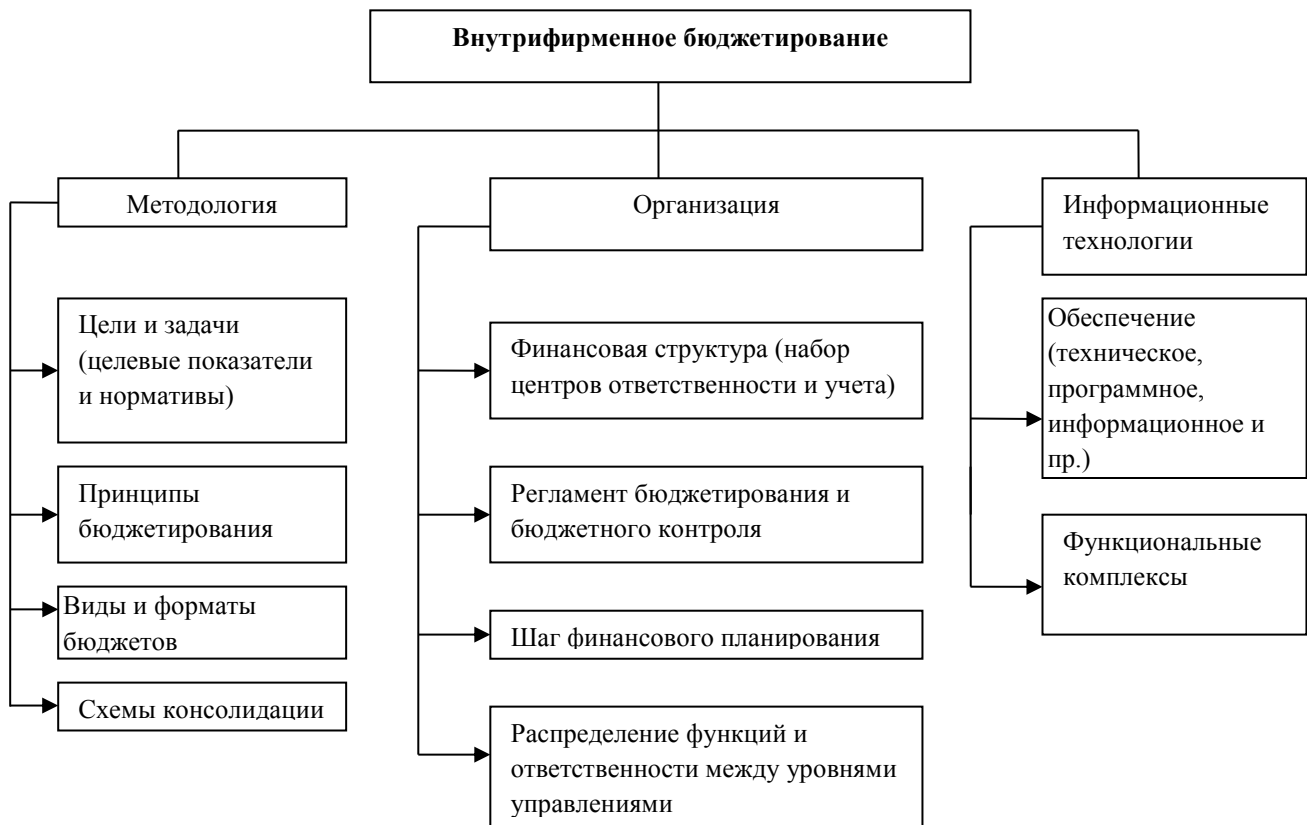 Внутрифирменное бюджетирование
Методология
Цели и задачи
(целевые показатели
и нормативы)
Принципы
бюджетирования
Виды и форматы
бюджетов
Схемы консолидации
Организация
Финансовая структура (набор
центров ответственности и учета)
Регламент бюджетирования и
бюджетного контроля
Шаг финансового планирования
Распределение функций и
ответственности между уровнями
управлениями
Информационные
технологии
Обеспечение
(техническое,
программное,
информационное и
пр.)
Функциональные
комплексы